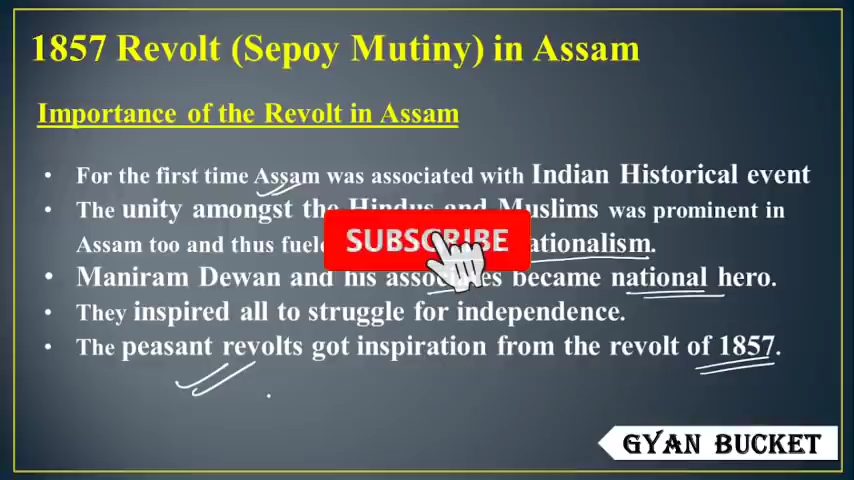 1857 Revolt (Sepoy Mutiny) in Assam
Importance of the Revolt in Assam
• For the first time Assam was associated with Indian Historical event
• The unity amongst the Hindus and Muslims was prominent in
Assam too and thus fuele ationalism.
SUBSCRIBE
• Maniram Dewan and his associates became national hero.
• They inspired all to struggle for independence.
• The peasant revolts got inspiration from the revolt of 1857.
GYAN BUCKET